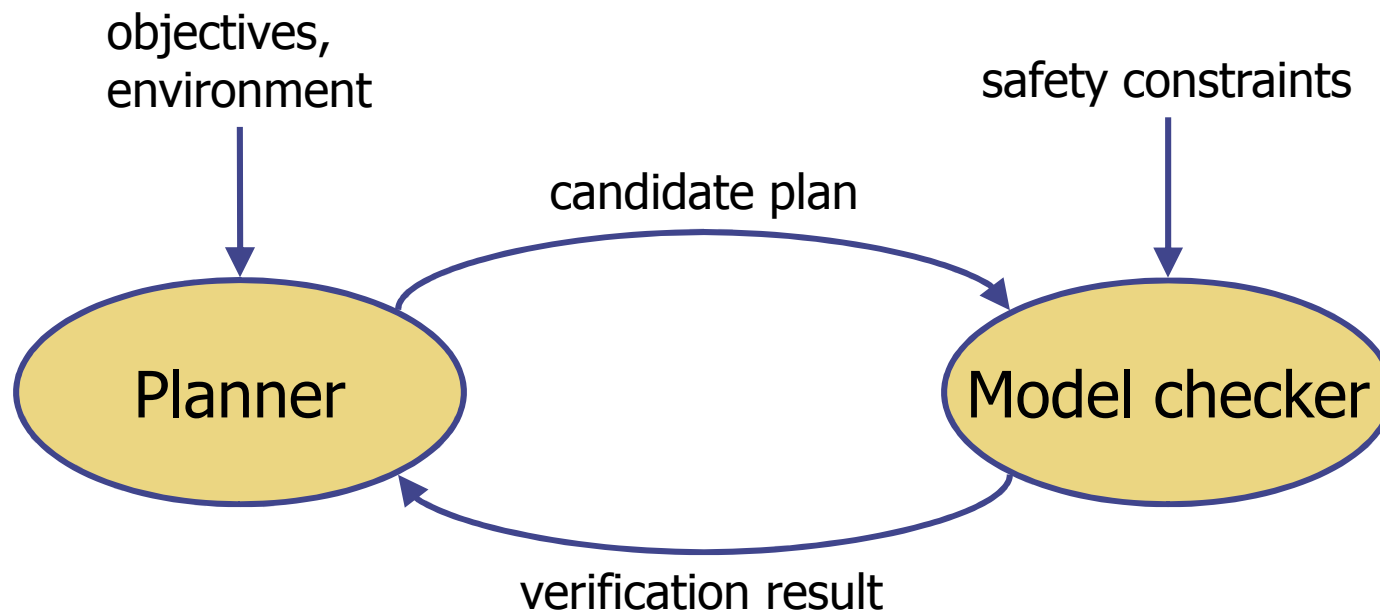 objectives,
environment
safety constraints
candidate plan
Planner
Model checker
verification result